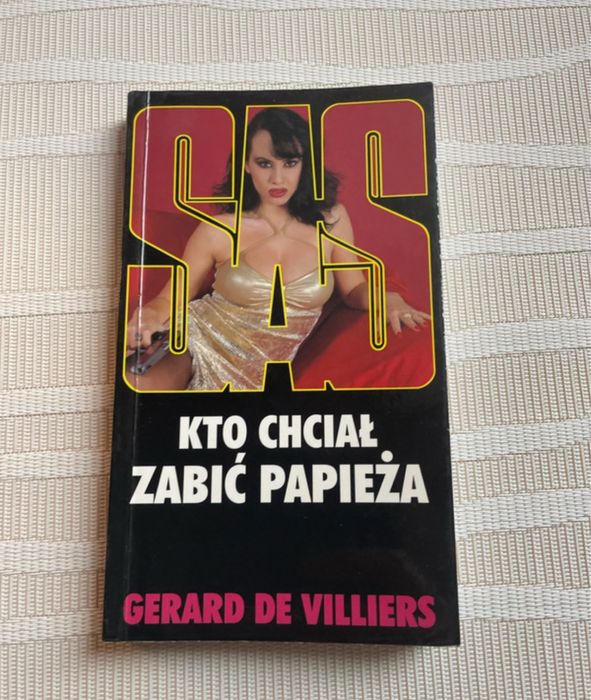 SAS
KTO CHCIAŁ
ZABIĆ PAPIEŻA
GERARD DE VILLIERS